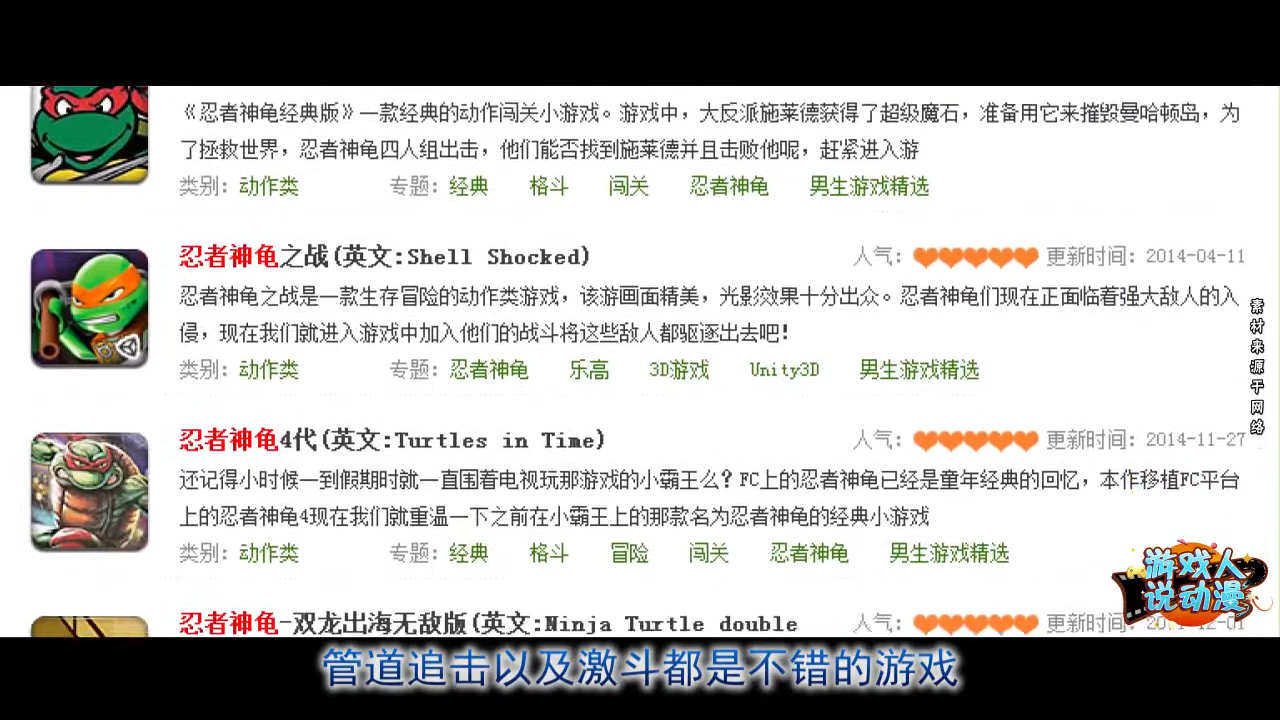 《忍者神龟经典版》一款经典的动作闯关小游戏。游戏中，大反派施莱德获得了超级魔石，准备用它来摧毁曼哈顿岛，为
了拯救世界，忍者神龟四人组出击，他们能否找到施莱德并且击败他呢，赶紧进入游
类别：动作类 专题：经典 格斗 闯关 忍者神龟 男生游戏精选
忍者神龟之战(英文:Shell Shocked) 人气： 更新时间：2014-04-11
忍者神龟之战是一款生存冒险的动作类游戏，该游画面精美，光影效果十分出众。忍者神龟们现在正面临着强大敌人的入
侵，现在我们就进入游戏中加入他们的战斗将这些敌人都驱逐出去吧！
类别：动作类 专题：忍者神龟 乐高 3D游戏 Unity3D 男生游戏精选
素材来源于网络
忍者神龟4代(英文:Turtles in Time) 人气： 更新时间：2014-11-27
还记得小时候一到假期时就一直围着电视玩那游戏的小霸王么？FC上的忍者神龟已经是童年经典的回忆，本作移植FC平台
上的忍者神龟4现在我们就重温一下之前在小霸王上的那款名为忍者神龟的经典小游戏
类别：动作类 专题：经典 格斗 冒险 闯关 忍者神龟 男生游戏精选
游戏人
说动漫
忍者神龟-双龙出海无敌版(英文:Ninja Turtle double 人气： 更新时间：2011-12-01
管道追击以及激斗都是不错的游戏